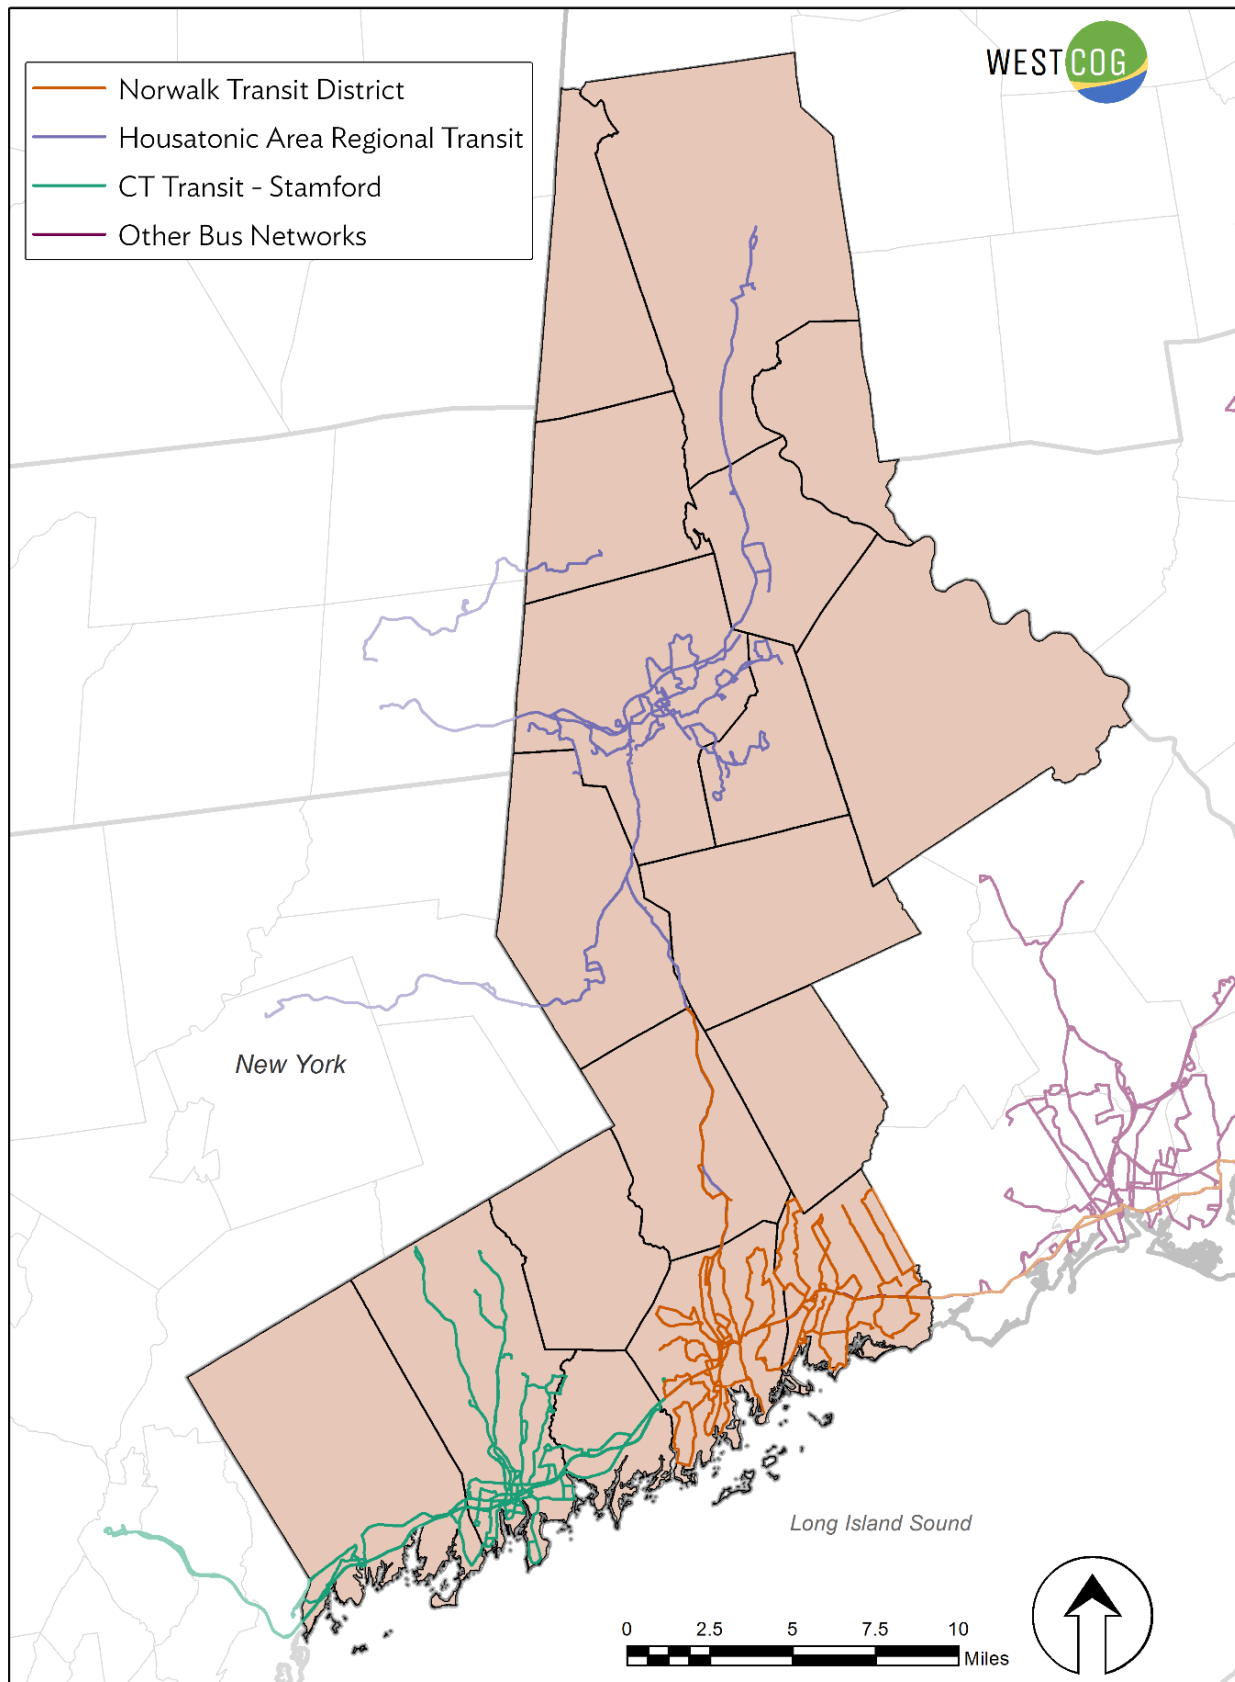 WESTCOG
Norwalk Transit District
Housatonic Area Regional Transit
CT Transit - Stamford
Other Bus Networks
New York
Long Island Sound
0 2.5 5 7.5 10
Miles